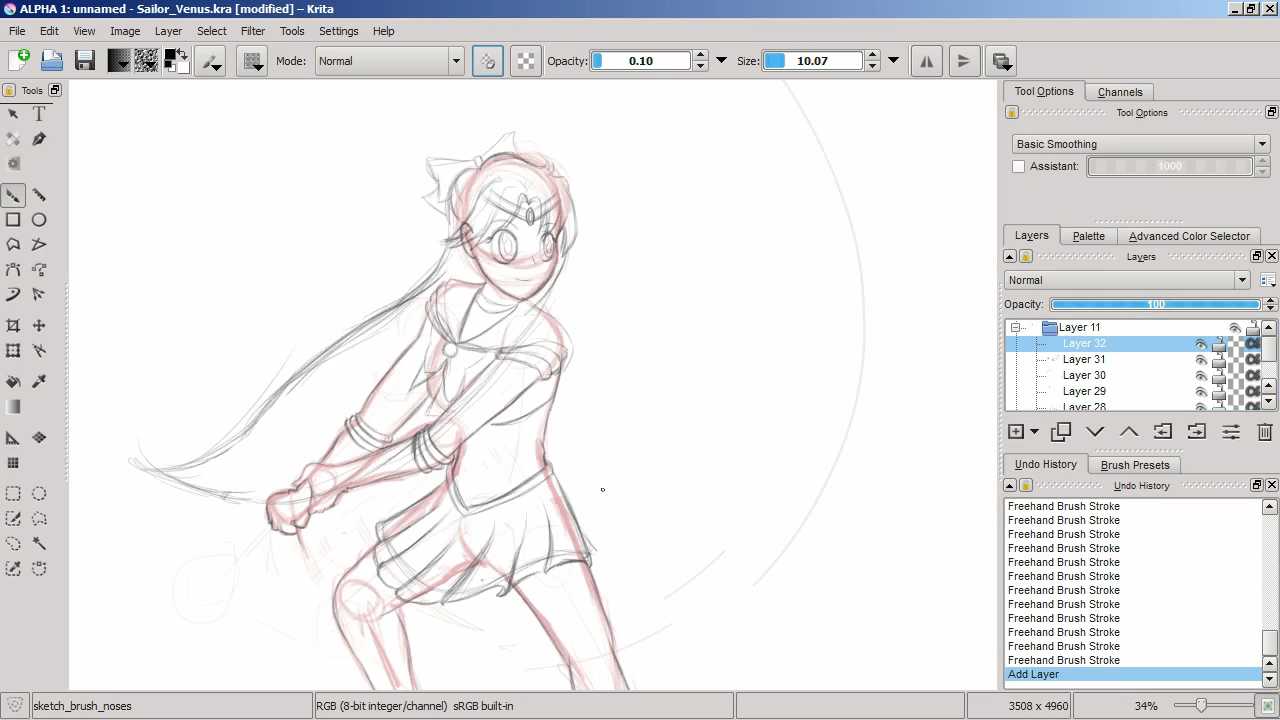 ALPHA 1: unnamed - Sailor_Venus.kra [modified] – Krita
File Edit View Image Layer Select Filter Tools Settings Help
Mode: Normal Opacity: 0.10 Size: 10.07
Tools
T
Tool Options Channels
Tool Options
Basic Smoothing
Assistant: 1000
Layers Palette Advanced Color Selector
Layers
Normal
Opacity: 100
Layer 11
Layer 32
Layer 31
Layer 30
Layer 29
Layer 28
Undo History Brush Presets
Undo History
Freehand Brush Stroke
Freehand Brush Stroke
Freehand Brush Stroke
Freehand Brush Stroke
Freehand Brush Stroke
Freehand Brush Stroke
Freehand Brush Stroke
Freehand Brush Stroke
Freehand Brush Stroke
Freehand Brush Stroke
Freehand Brush Stroke
Freehand Brush Stroke
Add Layer
sketch_brush_noses RGB (8-bit integer/channel) sRGB built-in 3508 x 4960 34%